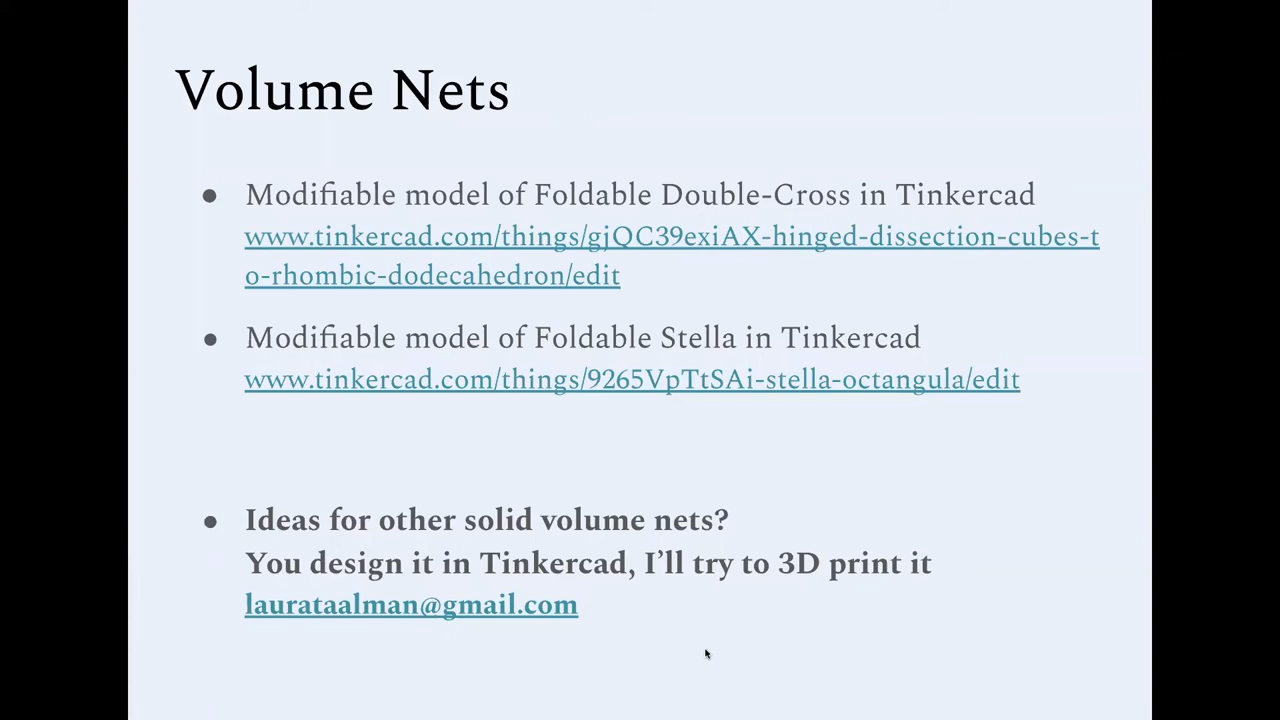 Volume Nets
● Modifiable model of Foldable Double-Cross in Tinkercad
www.tinkercad.com/things/gjQC39exiAX-hinged-dissection-cubes-t
o-rhombic-dodecahedron/edit
● Modifiable model of Foldable Stella in Tinkercad
www.tinkercad.com/things/9265VpTtSAi-stella-octangula/edit
● Ideas for other solid volume nets?
You design it in Tinkercad, I’ll try to 3D print it
laurataalman@gmail.com